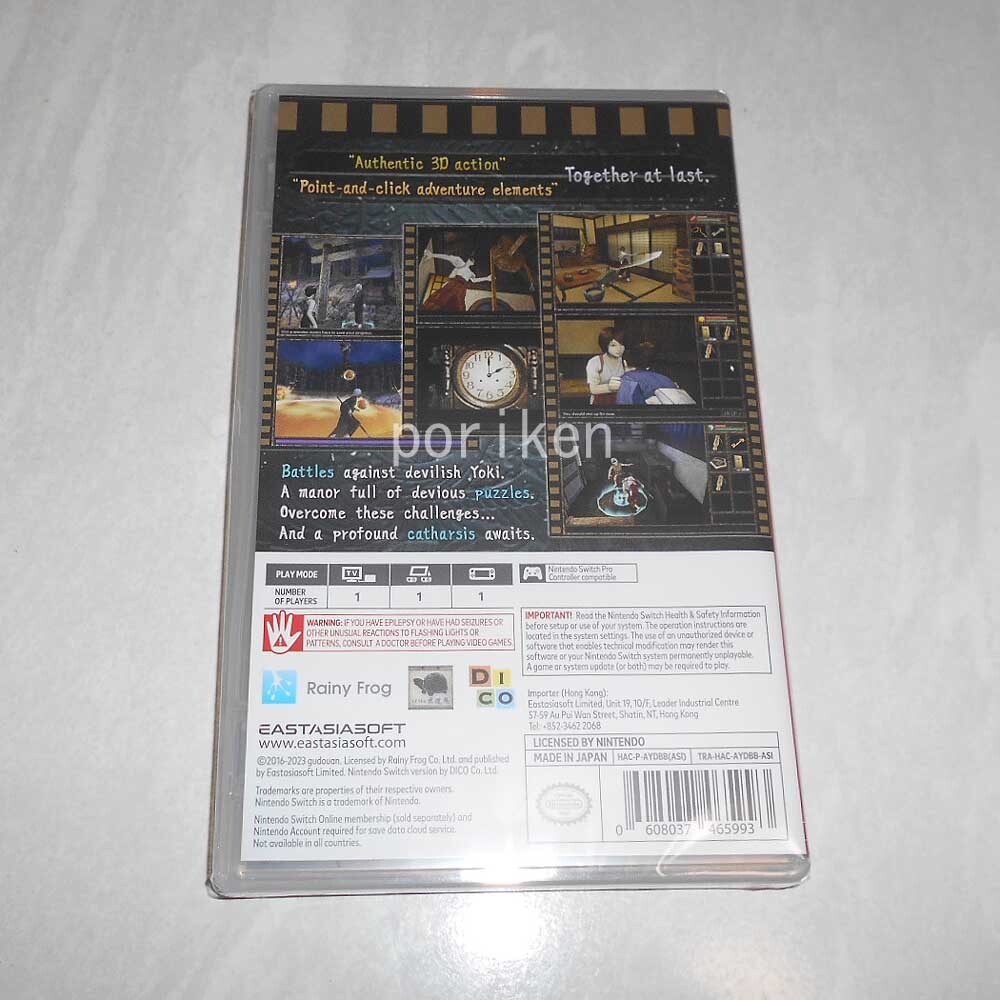 "Authentic 3D action"
"Point-and-click adventure elements"
Together at last.
You should rest up for now.
poriken
Battles against devilish Yoki.
A manor full of devious puzzles.
Overcome these challenges...
And a profound catharsis awaits.
PLAY MODE
TV
NUMBER
OF PLAYERS
1
1
1
Nintendo Switch Pro
Controller compatible
WARNING: IF YOU HAVE EPILEPSY OR HAVE HAD SEIZURES OR
OTHER UNUSUAL REACTIONS TO FLASHING LIGHTS OR
PATTERNS, CONSULT A DOCTOR BEFORE PLAYING VIDEO GAMES
IMPORTANT! Read the Nintendo Switch Health & Safety Information
before setup or use of your system. The operation instructions are
located in the system settings. The use of an unauthorized device or
software that enables technical modification may render this
software or your Nintendo Switch system permanently unplayable.
A game or system update (or both) may be required to play.
Rainy Frog
DICO
EASTASIASOFT
www.eastasiasoft.com
©2016-2023 gudouan. Licensed by Rainy Frog Co. Ltd. and published
by Eastasiasoft Limited. Nintendo Switch version by DICO Co. Ltd.
Trademarks are properties of their respective owners.
Nintendo Switch is a trademark of Nintendo.
Nintendo Switch Online membership (sold separately) and
Nintendo Account required for save data cloud service.
Not available in all countries.
Importer (Hong Kong):
Eastasiasoft Limited, Unit 19, 10/F, Leader Industrial Centre
57-59 Au Pui Wan Street, Shatin, NT, Hong Kong
Tel: +852-3462 2068
LICENSED BY NINTENDO
MADE IN JAPAN
HAC-P-AYDBB(ASI)
TRA-HAC-AYDBB-ASI
0 608037 465993